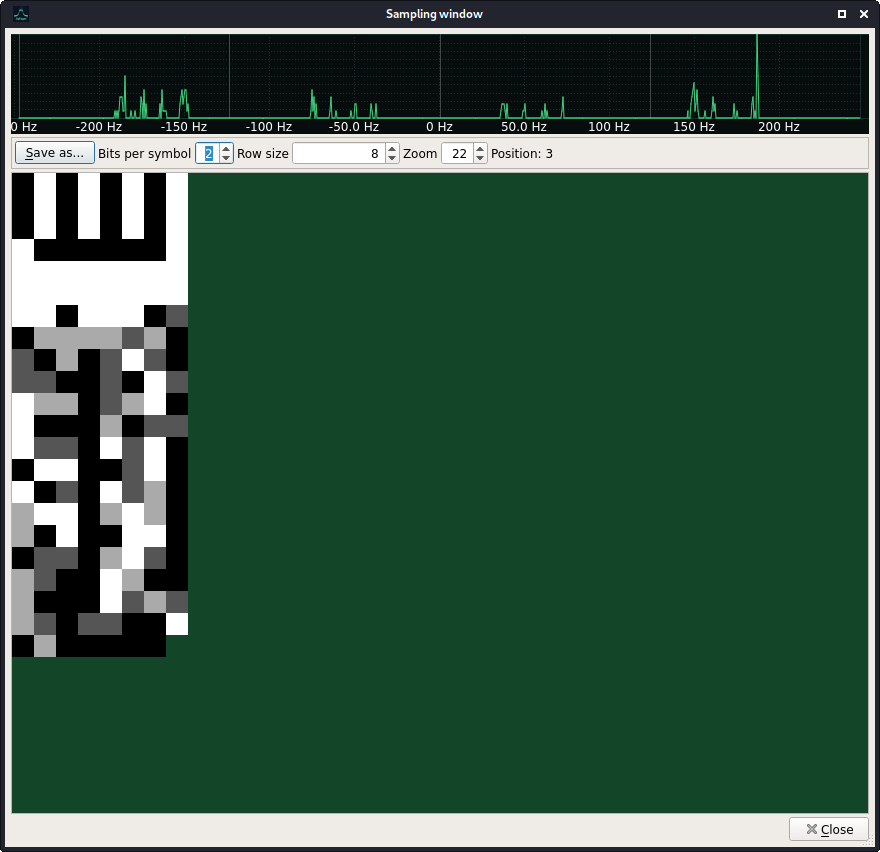 Sampling window
0 Hz -200 Hz -150 Hz -100 Hz -50.0 Hz 0 Hz 50.0 Hz 100 Hz 150 Hz 200 Hz
Save as... Bits per symbol 2 Row size 8 Zoom 22 Position: 3
Close